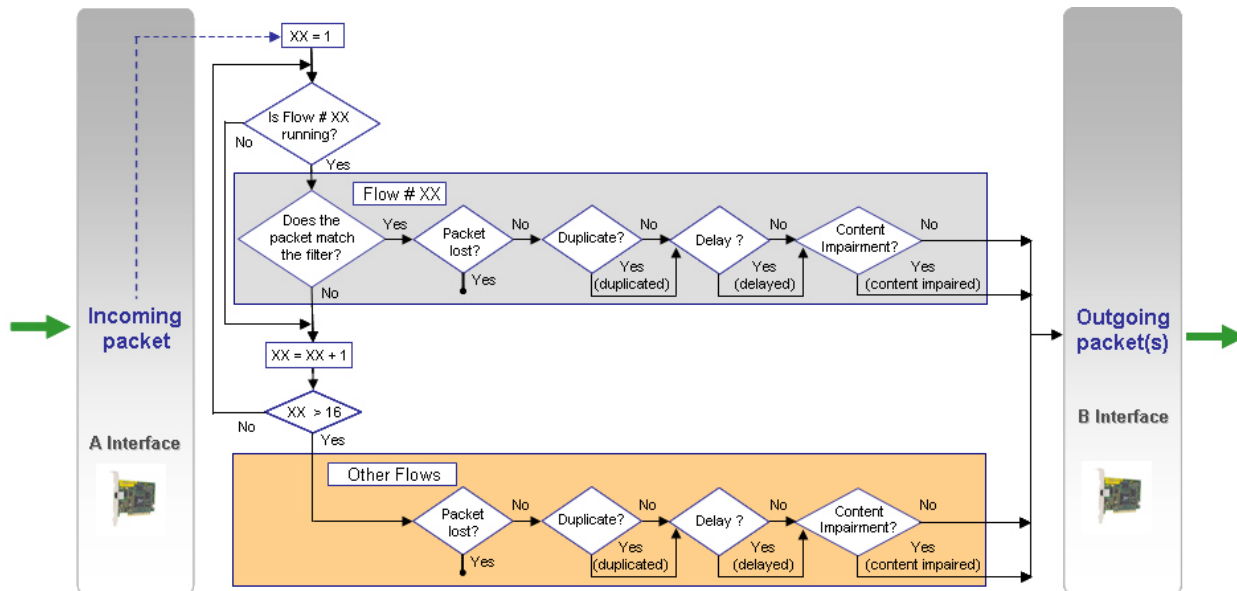 XX = 1
Is Flow # XX
running?
No
Yes
Flow # XX
Does the
packet match
the filter?
Yes
No
Packet
lost?
No
Yes
Duplicate?
No
Yes
(duplicated)
Delay ?
No
Yes
(delayed)
Content
Impairment?
No
Yes
(content impaired)
Incoming
packet
A Interface
XX = XX + 1
XX > 16
No
Yes
Other Flows
Packet
lost?
No
Yes
Duplicate?
No
Yes
(duplicated)
Delay ?
No
Yes
(delayed)
Content
Impairment?
No
Yes
(content impaired)
Outgoing
packet(s)
B Interface